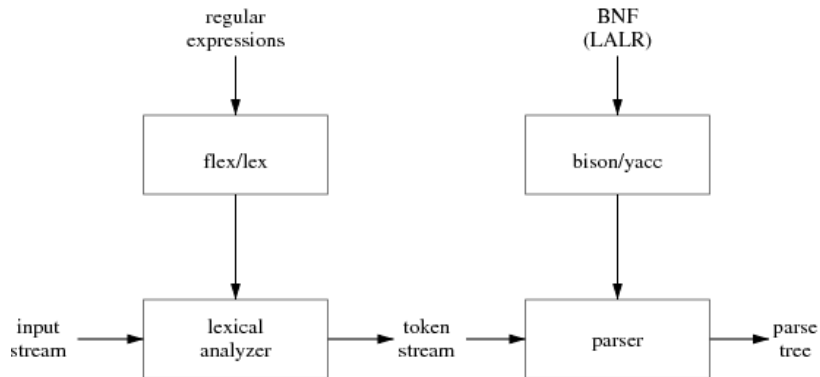 regular
expressions
BNF
(LALR)
flex/lex
bison/yacc
input
stream
lexical
analyzer
token
stream
parser
parse
tree